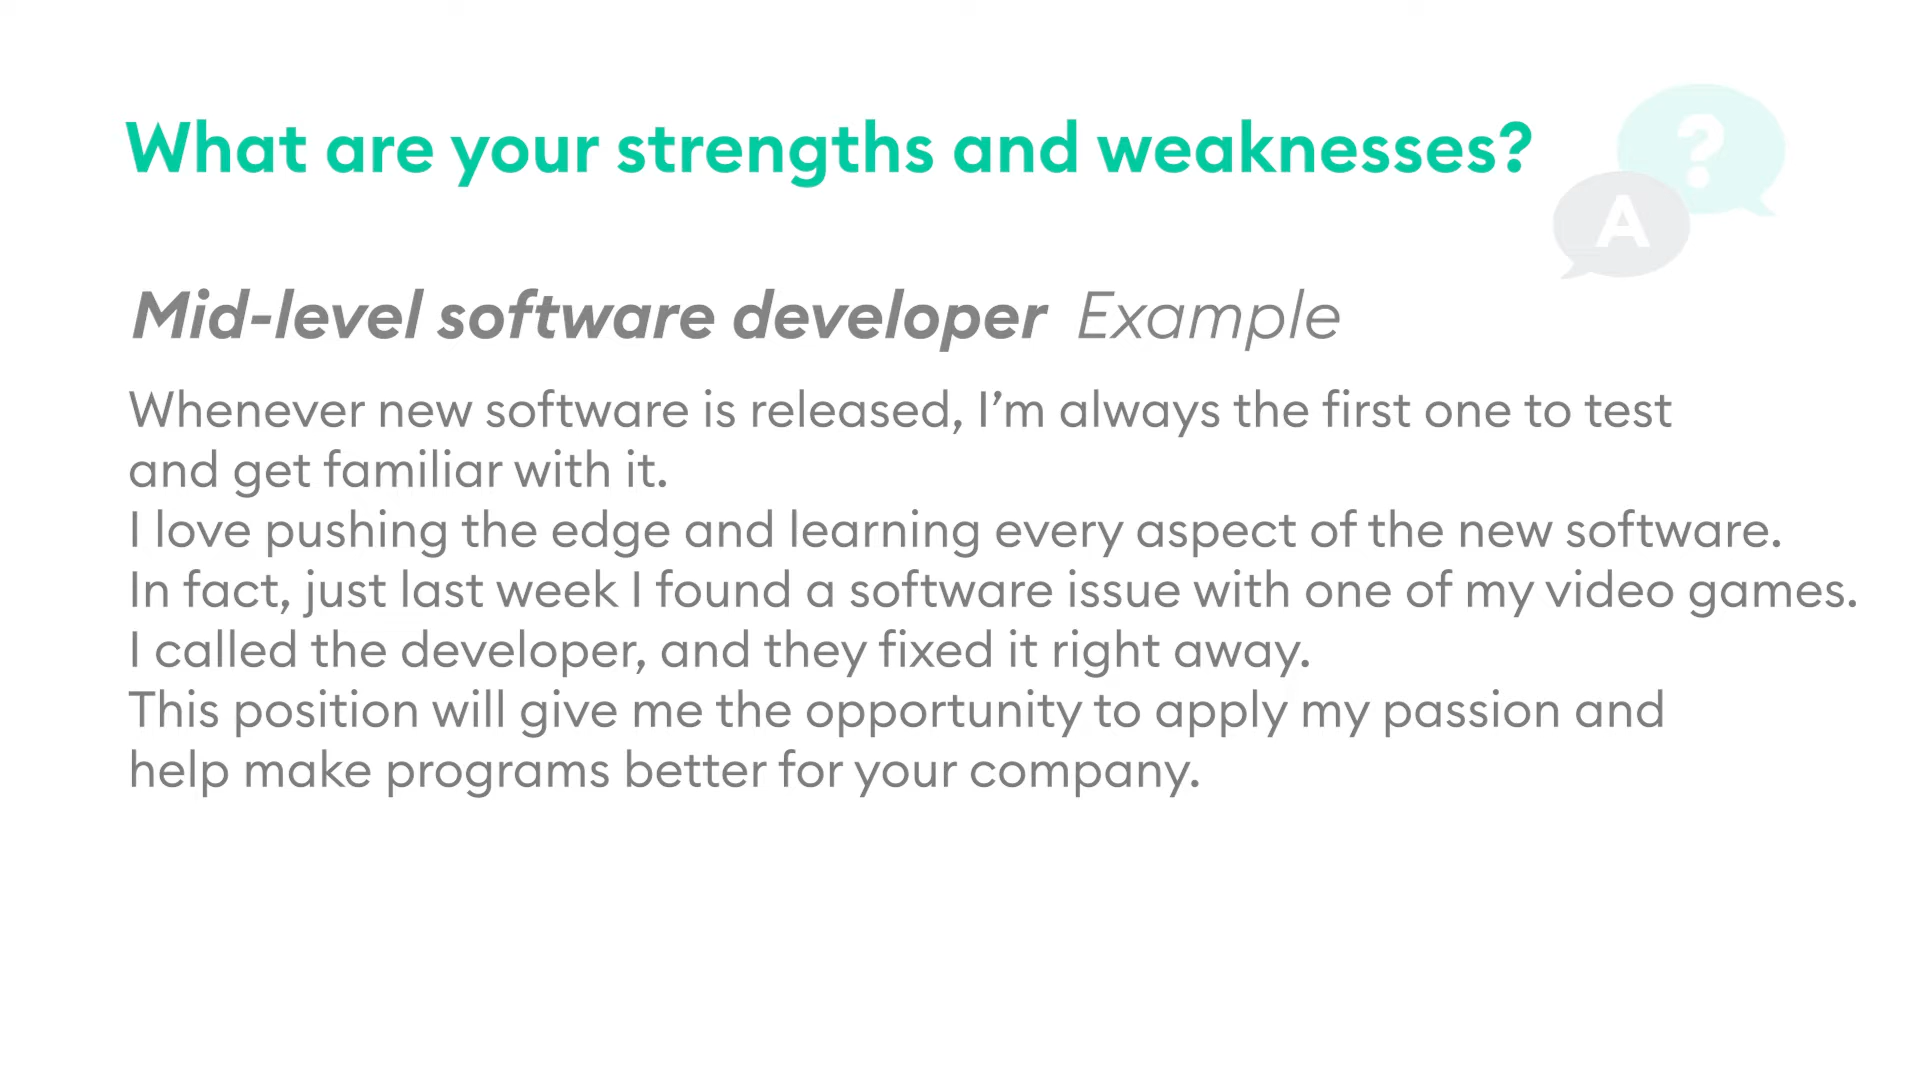 What are your strengths and weaknesses?
?
A
Mid-level software developer Example
Whenever new software is released, I’m always the first one to test
and get familiar with it.
I love pushing the edge and learning every aspect of the new software.
In fact, just last week I found a software issue with one of my video games.
I called the developer, and they fixed it right away.
This position will give me the opportunity to apply my passion and
help make programs better for your company.